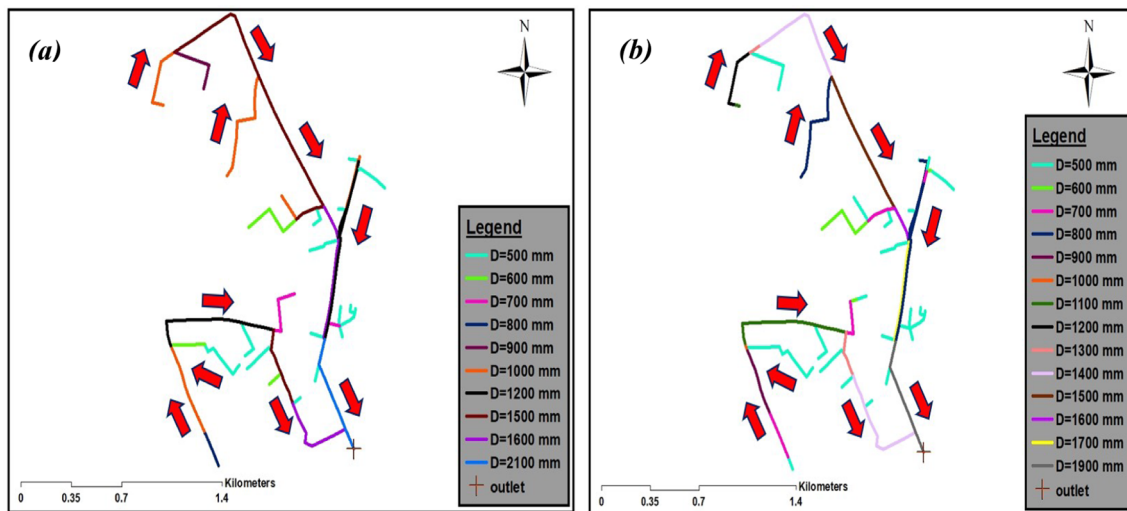 (a)
N
Legend
D=500 mm
D=600 mm
D=700 mm
D=800 mm
D=900 mm
D=1000 mm
D=1200 mm
D=1500 mm
D=1600 mm
D=2100 mm
outlet
Kilometers
0 0.35 0.7 1.4
(b)
N
Legend
D=500 mm
D=600 mm
D=700 mm
D=800 mm
D=900 mm
D=1000 mm
D=1100 mm
D=1200 mm
D=1300 mm
D=1400 mm
D=1500 mm
D=1600 mm
D=1700 mm
D=1900 mm
outlet
Kilometers
0 0.35 0.7 1.4